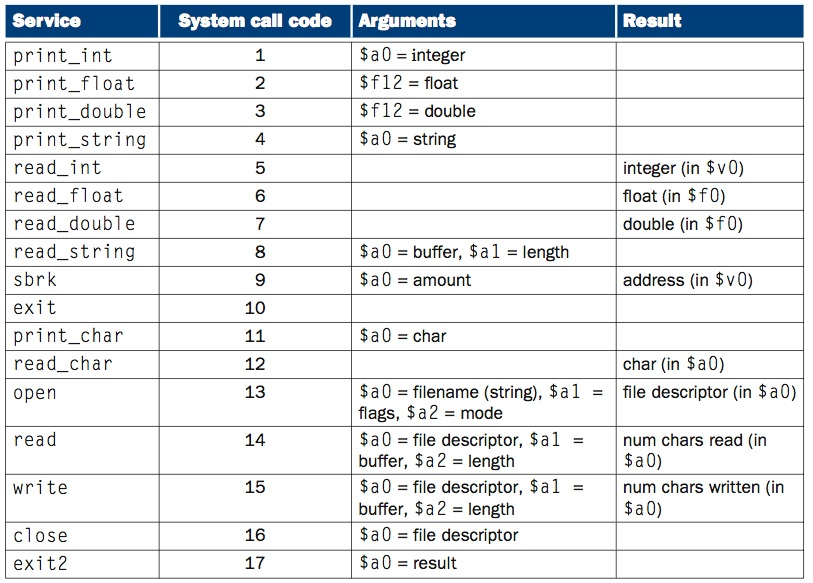 Service System call code Arguments Result
print_int 1 $a0 = integer
print_float 2 $f12 = float
print_double 3 $f12 = double
print_string 4 $a0 = string
read_int 5 integer (in $v0)
read_float 6 float (in $f0)
read_double 7 double (in $f0)
read_string 8 $a0 = buffer, $a1 = length
sbrk 9 $a0 = amount address (in $v0)
exit 10
print_char 11 $a0 = char
read_char 12 char (in $a0)
open 13 $a0 = filename (string), $a1 = file descriptor (in $a0)
flags, $a2 = mode
read 14 $a0 = file descriptor, $a1 = num chars read (in
buffer, $a2 = length $a0)
write 15 $a0 = file descriptor, $a1 = num chars written (in
buffer, $a2 = length $a0)
close 16 $a0 = file descriptor
exit2 17 $a0 = result